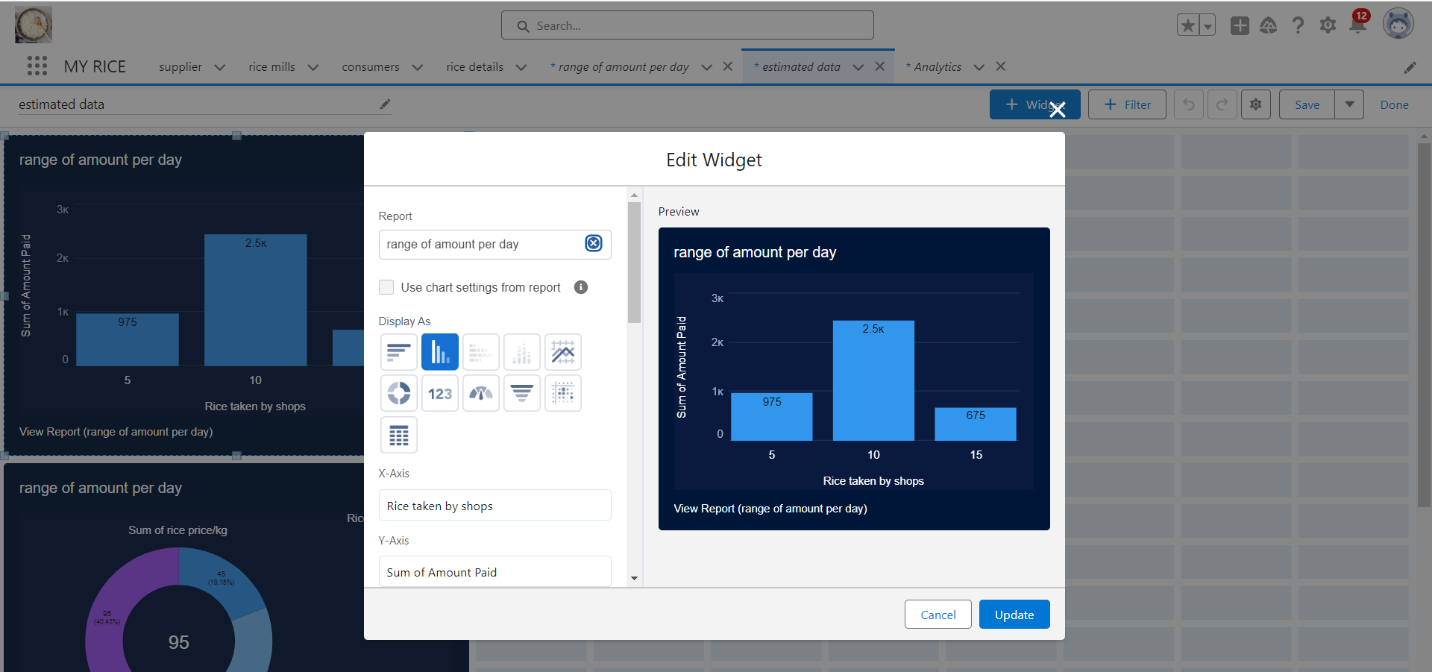 Search...
12
MY RICE
supplier
rice mills
consumers
rice details
* range of amount per day
* estimated data
* Analytics
estimated data
+ Widge
+ Filter
Save
Done
range of amount per day
3K
2K
1K
0
Sum of Amount Paid
975
2.5K
5
10
Rice taken by shops
View Report (range of amount per day)
range of amount per day
Sum of rice price/kg
Ric
45
(19.15%)
95
(40.43%)
95
Edit Widget
Report
range of amount per day
Use chart settings from report
Display As
123
X-Axis
Rice taken by shops
Y-Axis
Sum of Amount Paid
Preview
range of amount per day
3K
2K
1K
0
Sum of Amount Paid
975
2.5K
675
5
10
15
Rice taken by shops
View Report (range of amount per day)
Cancel
Update